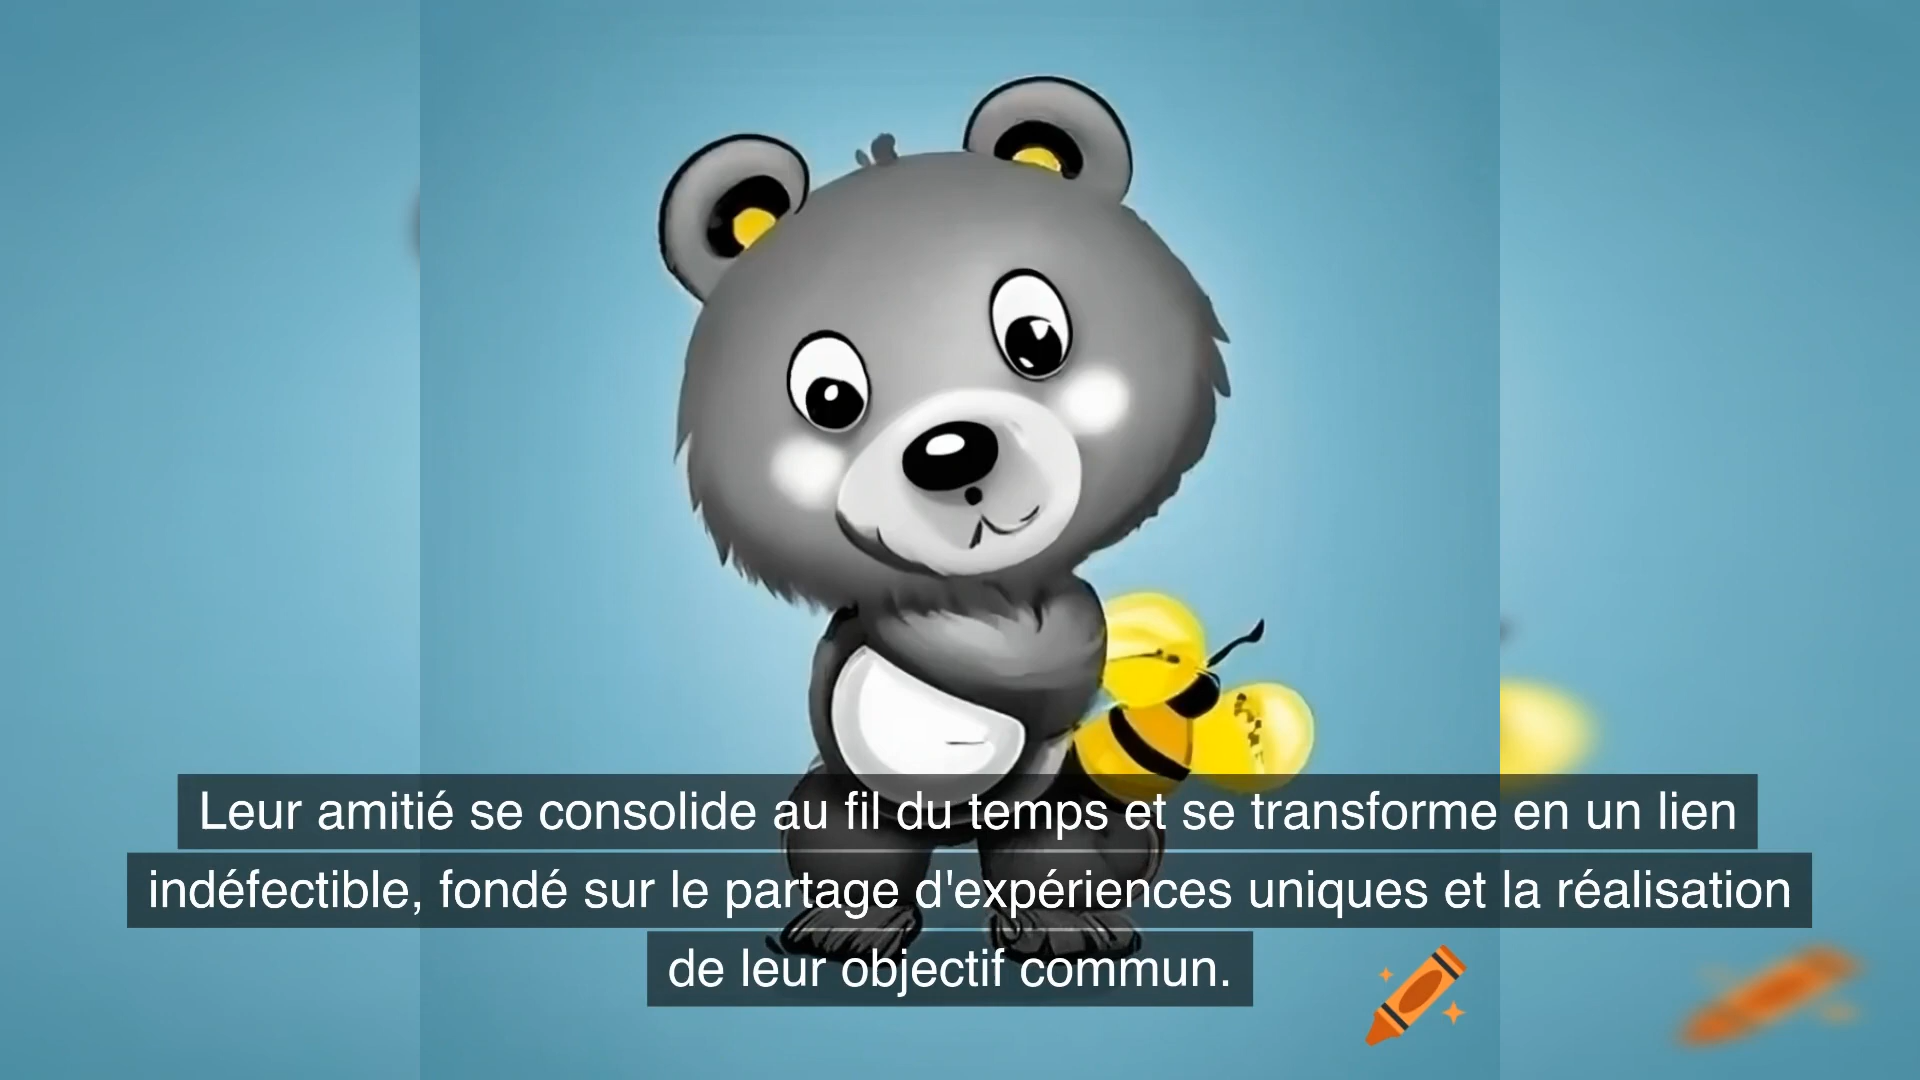 Leur amitié se consolide au fil du temps et se transforme en un lien
indéfectible, fondé sur le partage d'expériences uniques et la réalisation
de leur objectif commun.